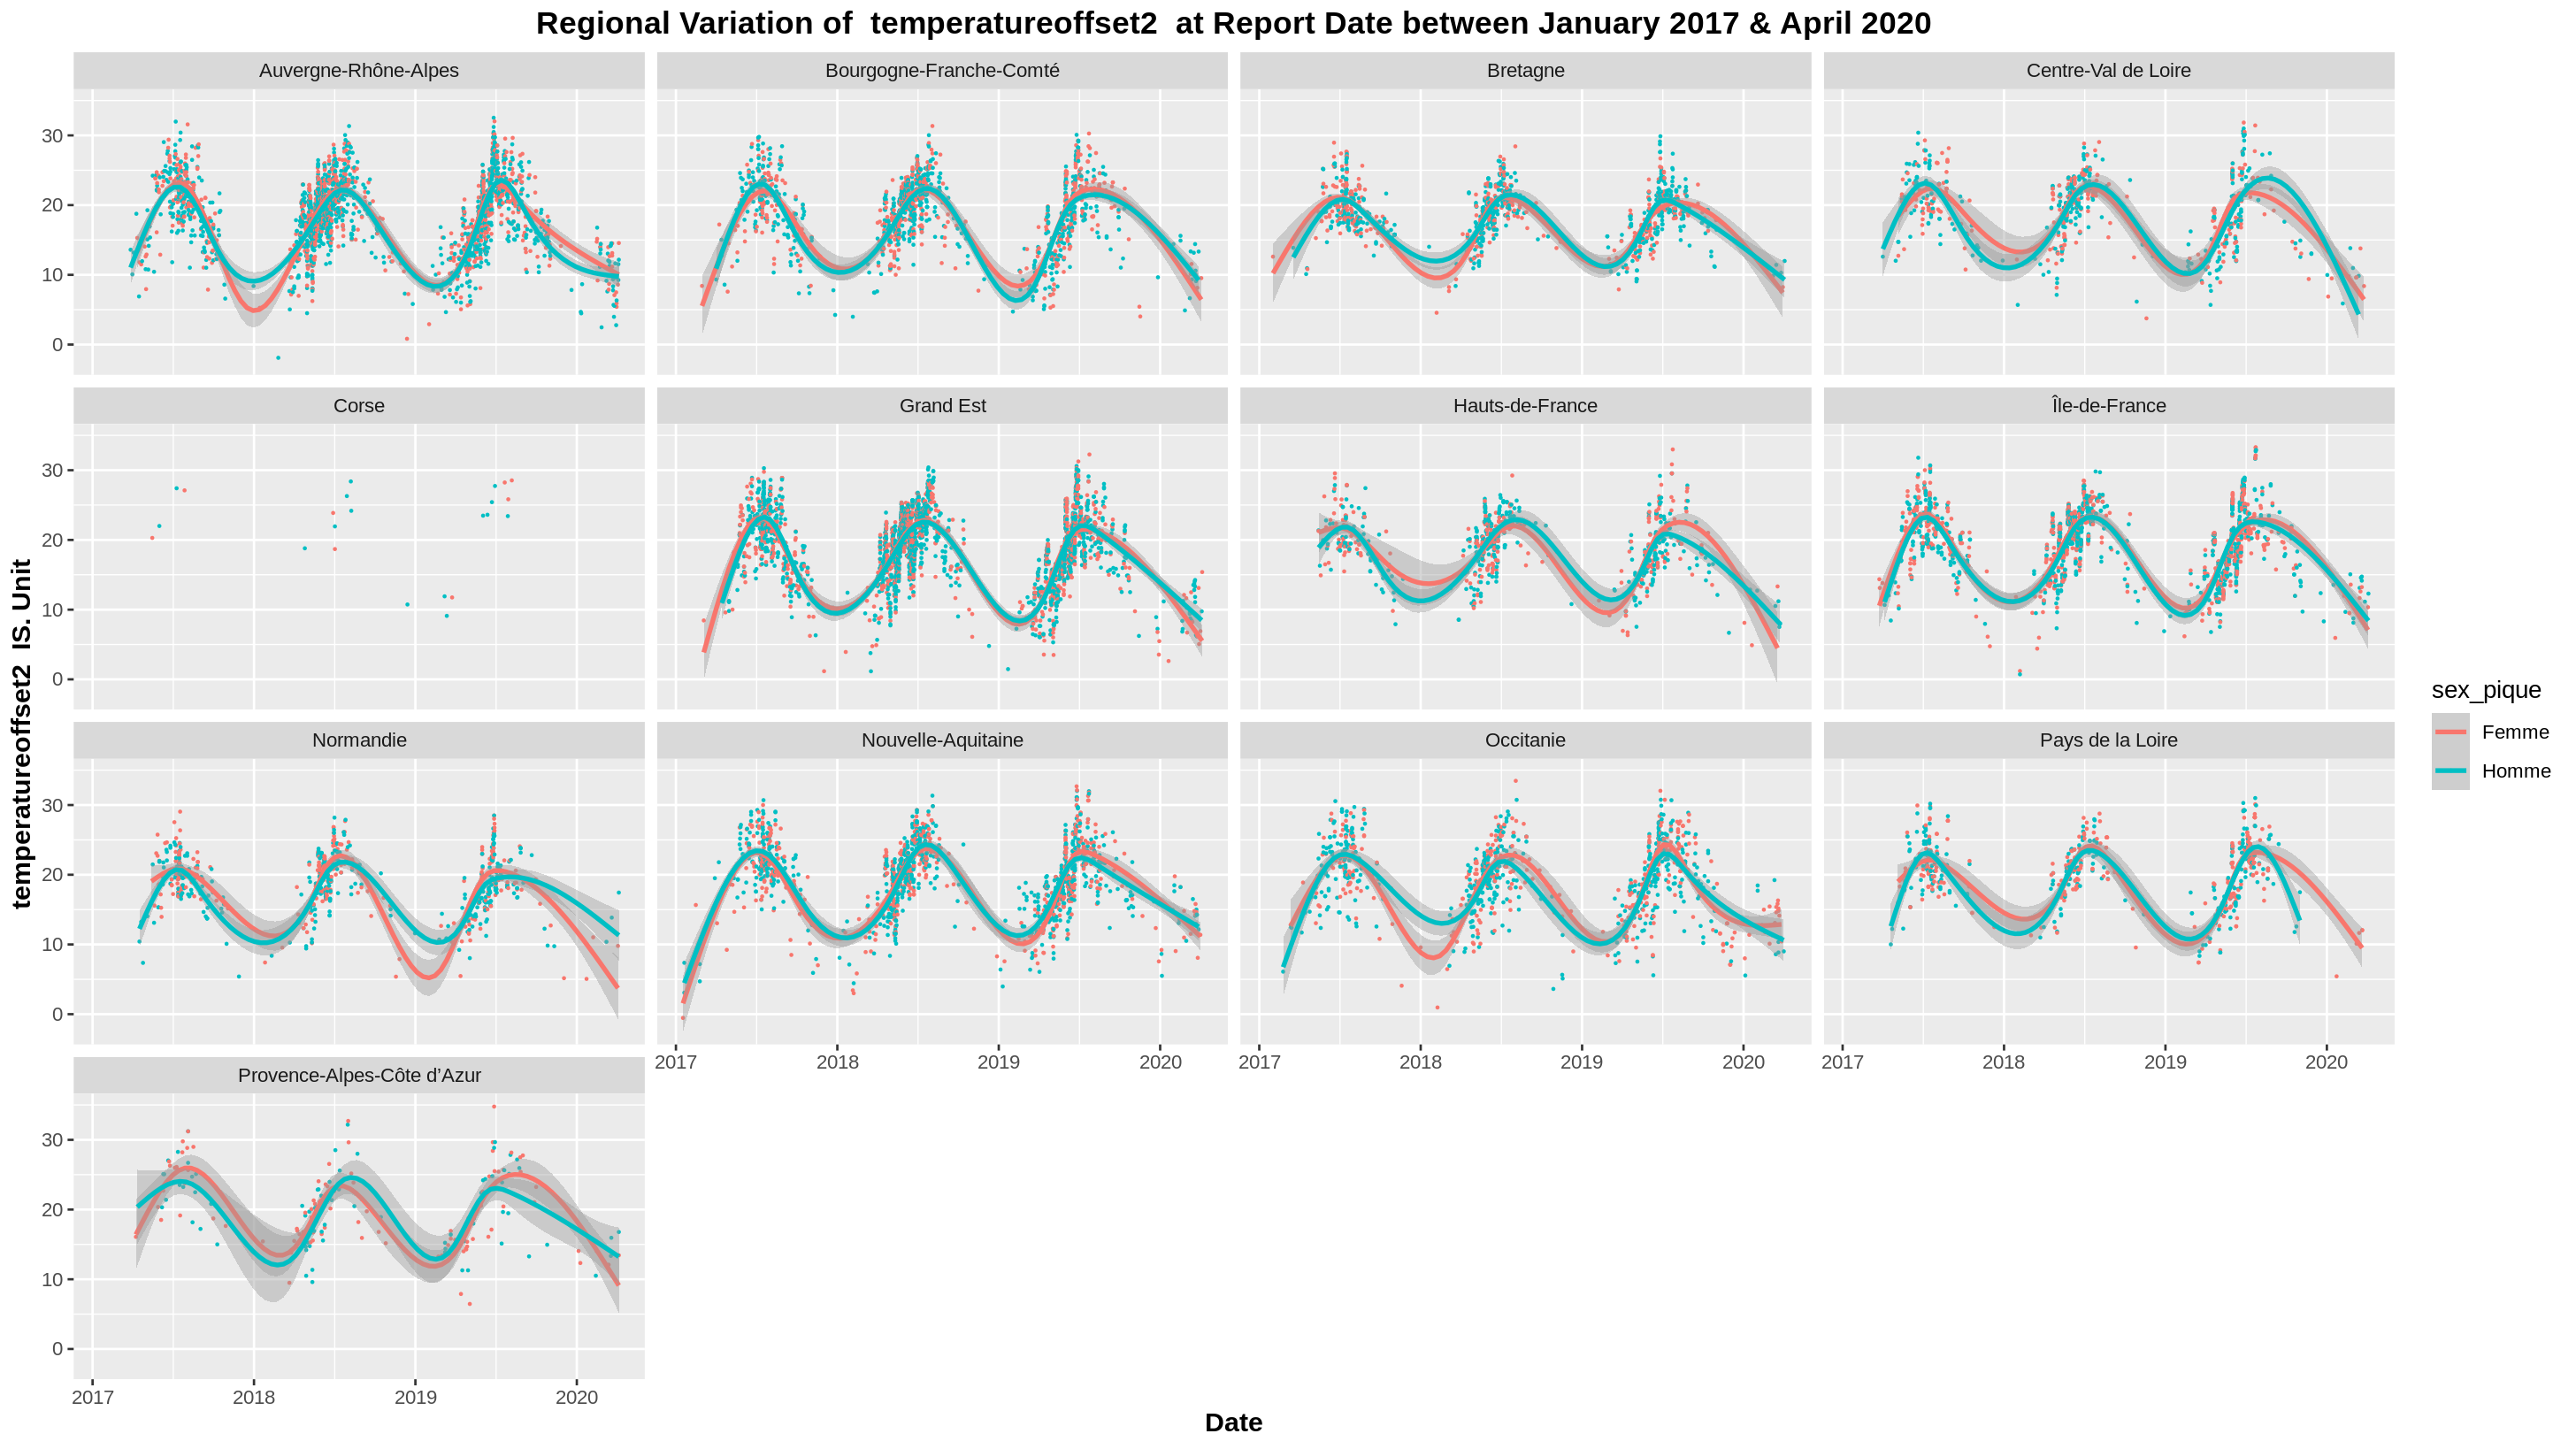 Regional Variation of  temperatureoffset2  at Report Date between January 2017 & April 2020
Auvergne-Rhône-Alpes
Bourgogne-Franche-Comté
Bretagne
Centre-Val de Loire
30
20
10
0
Corse
Grand Est
Hauts-de-France
Île-de-France
30
20
10
0
temperatureoffset2  IS. Unit
sex_pique
Femme
Homme
Normandie
Nouvelle-Aquitaine
Occitanie
Pays de la Loire
30
20
10
0
2017 2018 2019 2020
2017 2018 2019 2020
2017 2018 2019 2020
Provence-Alpes-Côte d’Azur
30
20
10
0
2017 2018 2019 2020
Date